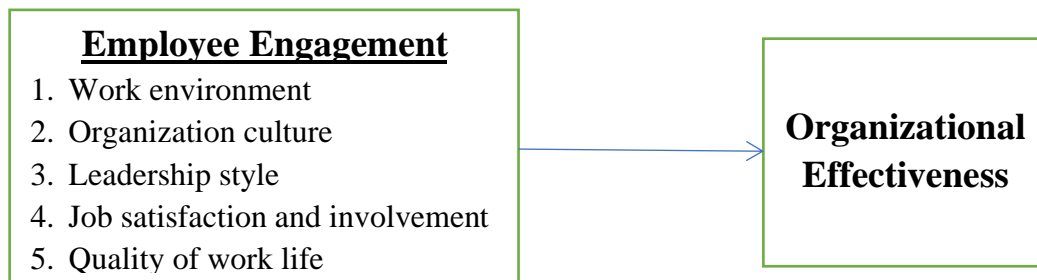 Employee Engagement
1. Work environment
2. Organization culture
3. Leadership style
4. Job satisfaction and involvement
5. Quality of work life
Organizational
Effectiveness